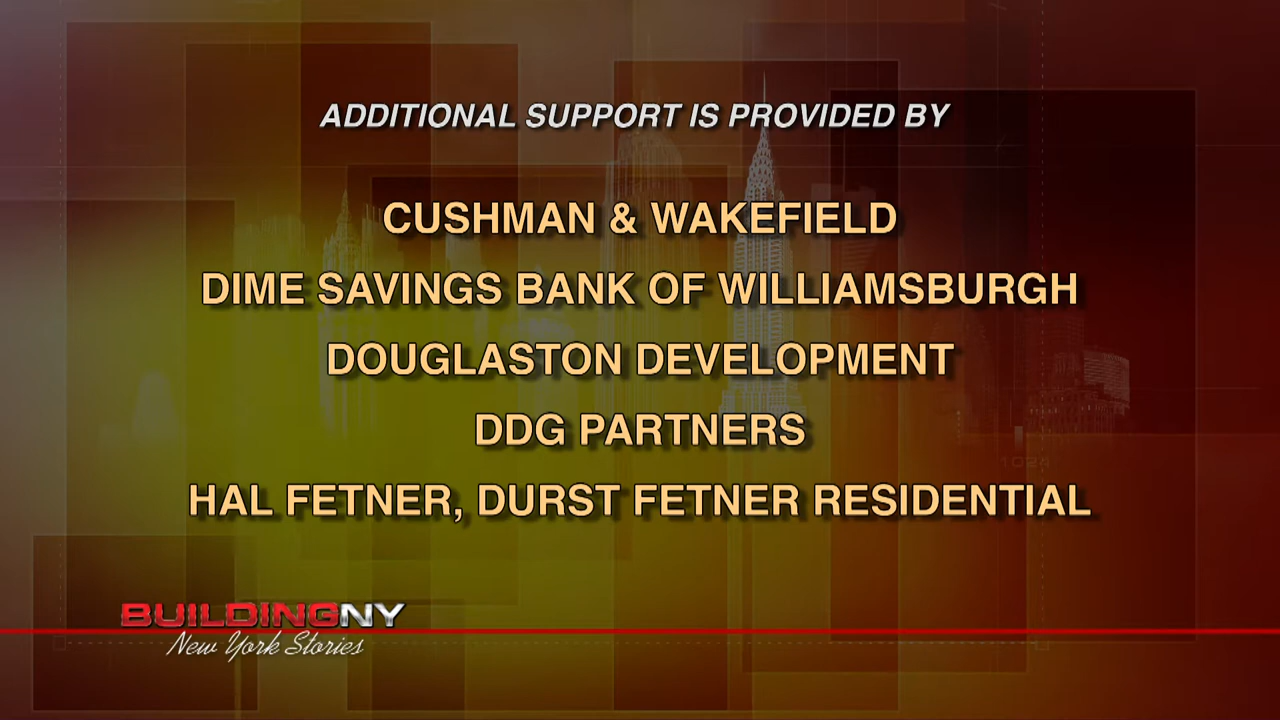 ADDITIONAL SUPPORT IS PROVIDED BY
CUSHMAN & WAKEFIELD
DIME SAVINGS BANK OF WILLIAMSBURGH
DOUGLASTON DEVELOPMENT
DDG PARTNERS
HAL FETNER, DURST FETNER RESIDENTIAL
1024
BUILDINGNY
New York Stories